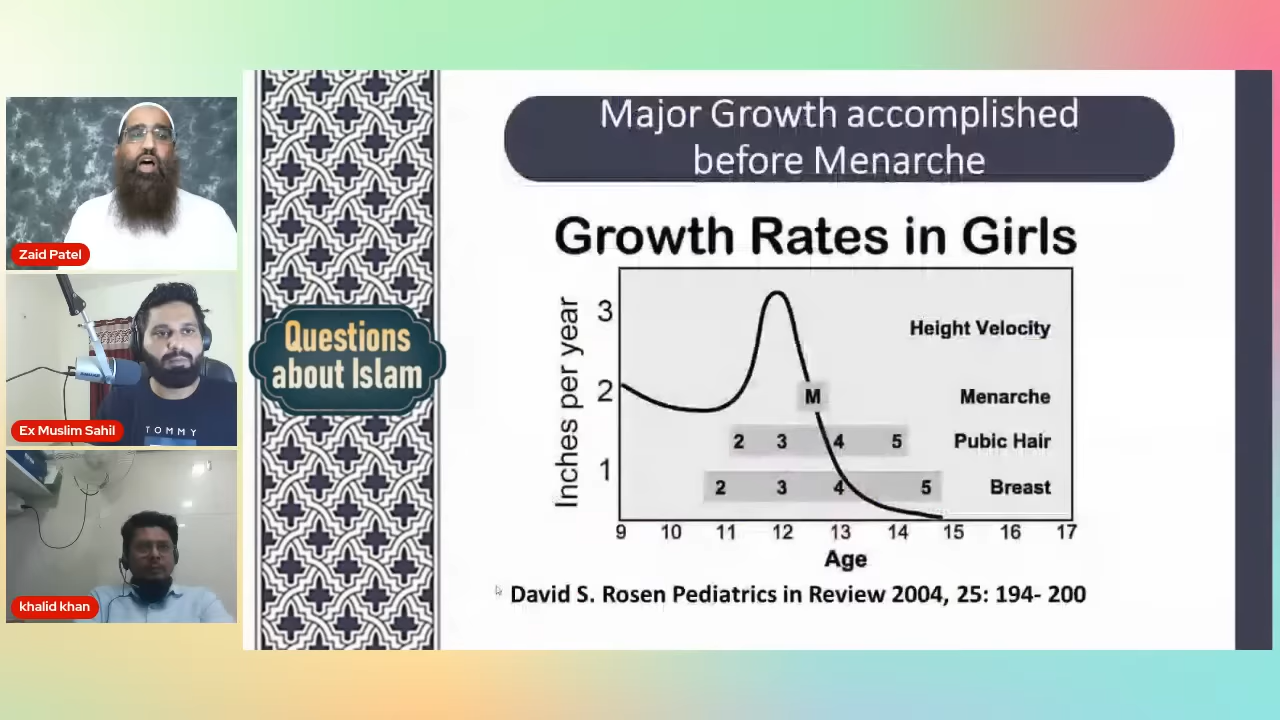 Zaid Patel
Ex Muslim Sahil
TOMMY
khalid khan
Questions
about Islam
Major Growth accomplished
before Menarche
Growth Rates in Girls
Inches per year
3
2
1
Height Velocity
M
Menarche
2 3 4 5 Pubic Hair
2 3 4 5 Breast
9 10 11 12 13 14 15 16 17
Age
David S. Rosen Pediatrics in Review 2004, 25: 194- 200